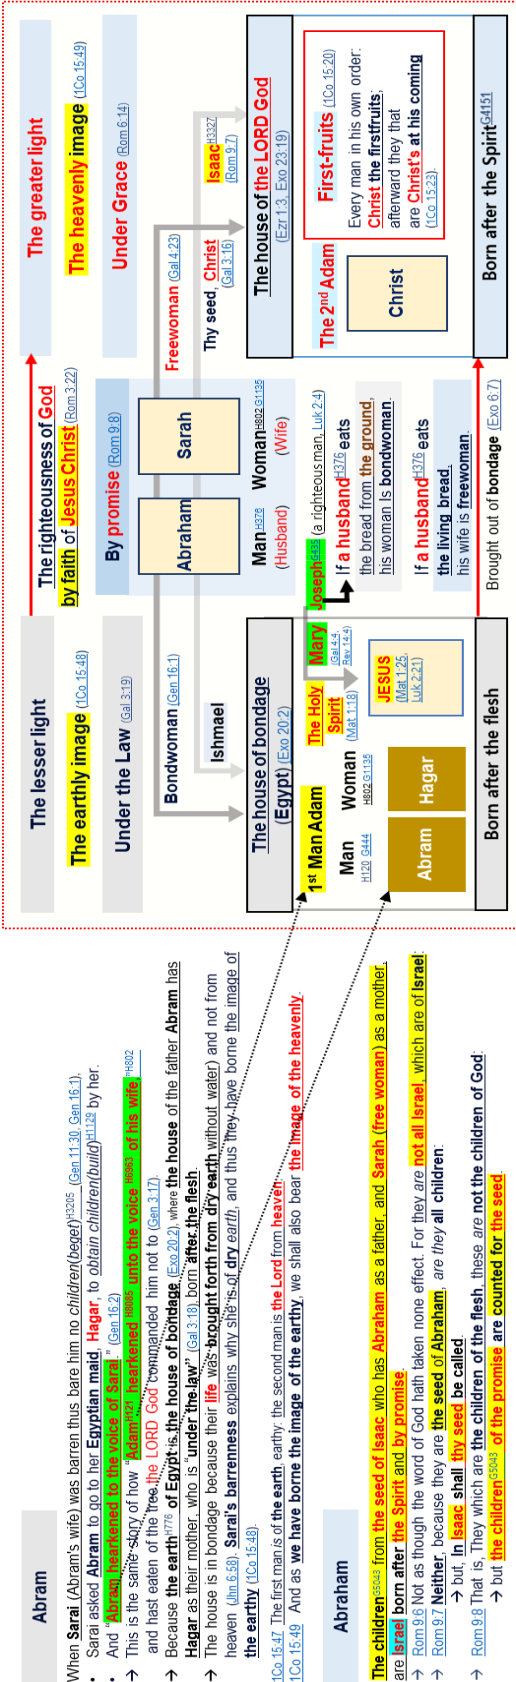 Abram
When Sarai (Abram's wife) was barren thus bare him no children(beget)H3205 (Gen 11:30, Gen 16:1),
• Sarai asked Abram to go to her Egyptian maid, Hagar, to obtain children(build)H1129 by her.
• And "Abram hearkened to the voice of Sarai." (Gen 16:2)
→ This is the same story of how "AdamH121 hearkened H8085 unto the voice H6963 of his wife,"H802
and hast eaten of the tree, the LORD God commanded him not to (Gen 3:17).
→ Because the earthH776 of Egypt is the house of bondage (Exo 20:2), where the house of the father Abram has
Hagar as their mother, who is "under the law" (Gal 3:18), born after the flesh.
→ The house is in bondage because their life was brought forth from dry earth without water) and not from
heaven (Jhn 6:58). Sarai's barrenness explains why she is of dry earth, and thus they have borne the image of
the earthy (1Co 15:48).
1Co 15:47 The first man is of the earth, earthy: the second man is the Lord from heaven:
1Co 15:49 And as we have borne the image of the earthy, we shall also bear the image of the heavenly.
Abraham
The childrenG5043 from the seed of Isaac who has Abraham as a father, and Sarah (free woman) as a mother,
are Israel born after the Spirit and by promise.
→ Rom 9:6 Not as though the word of God hath taken none effect. For they are not all Israel, which are of Israel:
→ Rom 9:7 Neither, because they are the seed of Abraham, are they all children:
→ but, In Isaac shall thy seed be called.
→ Rom 9:8 That is, They which are the children of the flesh, these are not the children of God:
→ but the childrenG5043 of the promise are counted for the seed.
The lesser light
The righteousness of God
by faith of Jesus Christ (Rom 3:22)
The greater light
The earthly image (1Co 15:48)
The heavenly image (1Co 15:49)
Under the Law (Gal 3:19)
By promise (Rom 9:8)
Under Grace (Rom 6:14)
Bondwoman (Gen 16:1)
Abraham
Sarah
Freewoman (Gal 4:23)
Ishmael
Thy seed, Christ
(Gal 3:16)
IsaacH3327
(Rom 9:7)
ManH376
(Husband)
WomanH802 G1135
(Wife)
The house of bondage
(Egypt) (Exo 20:2)
The house of the LORD God
(Ezr 1:3, Exo 23:19)
1st Man Adam
The Holy
Spirit
(Mat 1:18)
Mary
(Gal 4:4,
Rev 14:4)
JosephG435 (a righteous man, Luk 2:4)
Man
H120 G444
Woman
H802 G1135
Abram
Hagar
JESUS
(Mat 1:25,
Luk 2:21)
If a husbandH376 eats
the bread from the ground,
his woman Is bondwoman.
If a husbandH376 eats
the living bread,
his wife is freewoman.
The 2nd Adam
Christ
First-fruits (1Co 15:20)
Every man in his own order:
Christ the firstfruits;
afterward they that
are Christ's at his coming
(1Co 15:23).
Born after the flesh
Brought out of bondage (Exo 6:7)
Born after the SpiritG4151